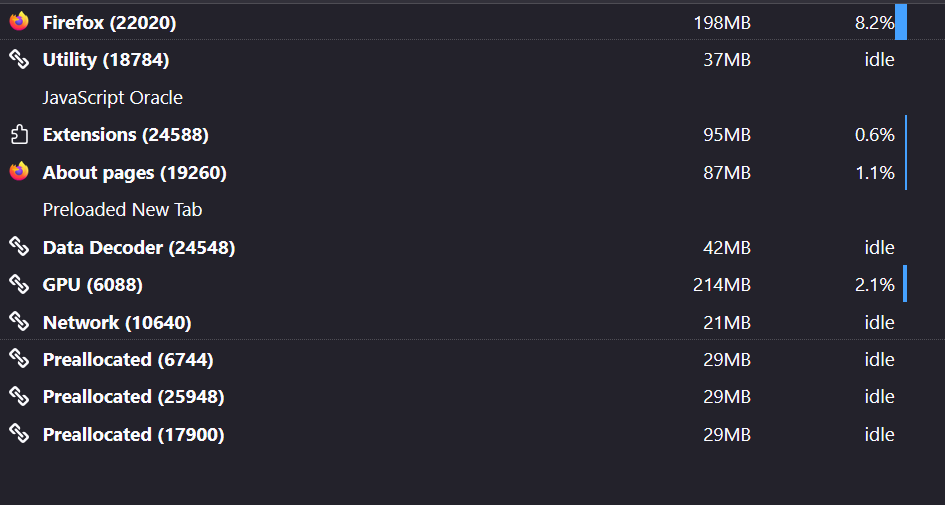 Firefox (22020) 198MB 8.2%
Utility (18784) 37MB idle
JavaScript Oracle
Extensions (24588) 95MB 0.6%
About pages (19260) 87MB 1.1%
Preloaded New Tab
Data Decoder (24548) 42MB idle
GPU (6088) 214MB 2.1%
Network (10640) 21MB idle
Preallocated (6744) 29MB idle
Preallocated (25948) 29MB idle
Preallocated (17900) 29MB idle